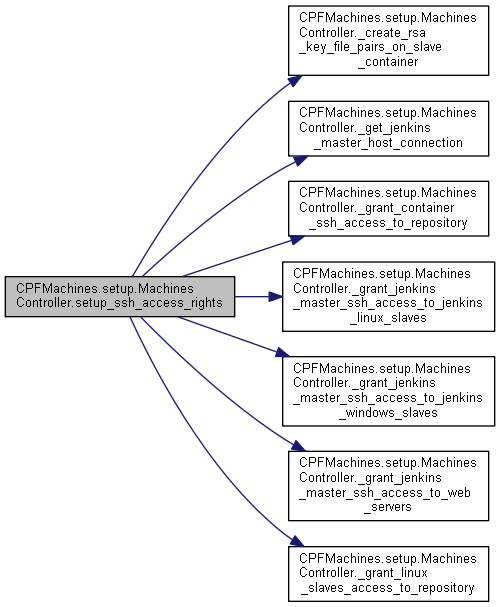 CPFMachines.setup.Machines
Controller._create_rsa
_key_file_pairs_on_slave
_container
CPFMachines.setup.Machines
Controller._get_jenkins
_master_host_connection
CPFMachines.setup.Machines
Controller._grant_container
_ssh_access_to_repository
CPFMachines.setup.Machines
Controller.setup_ssh_access_rights
CPFMachines.setup.Machines
Controller._grant_jenkins
_master_ssh_access_to_jenkins
_linux_slaves
CPFMachines.setup.Machines
Controller._grant_jenkins
_master_ssh_access_to_jenkins
_windows_slaves
CPFMachines.setup.Machines
Controller._grant_jenkins
_master_ssh_access_to_web
_servers
CPFMachines.setup.Machines
Controller._grant_linux
_slaves_access_to_repository